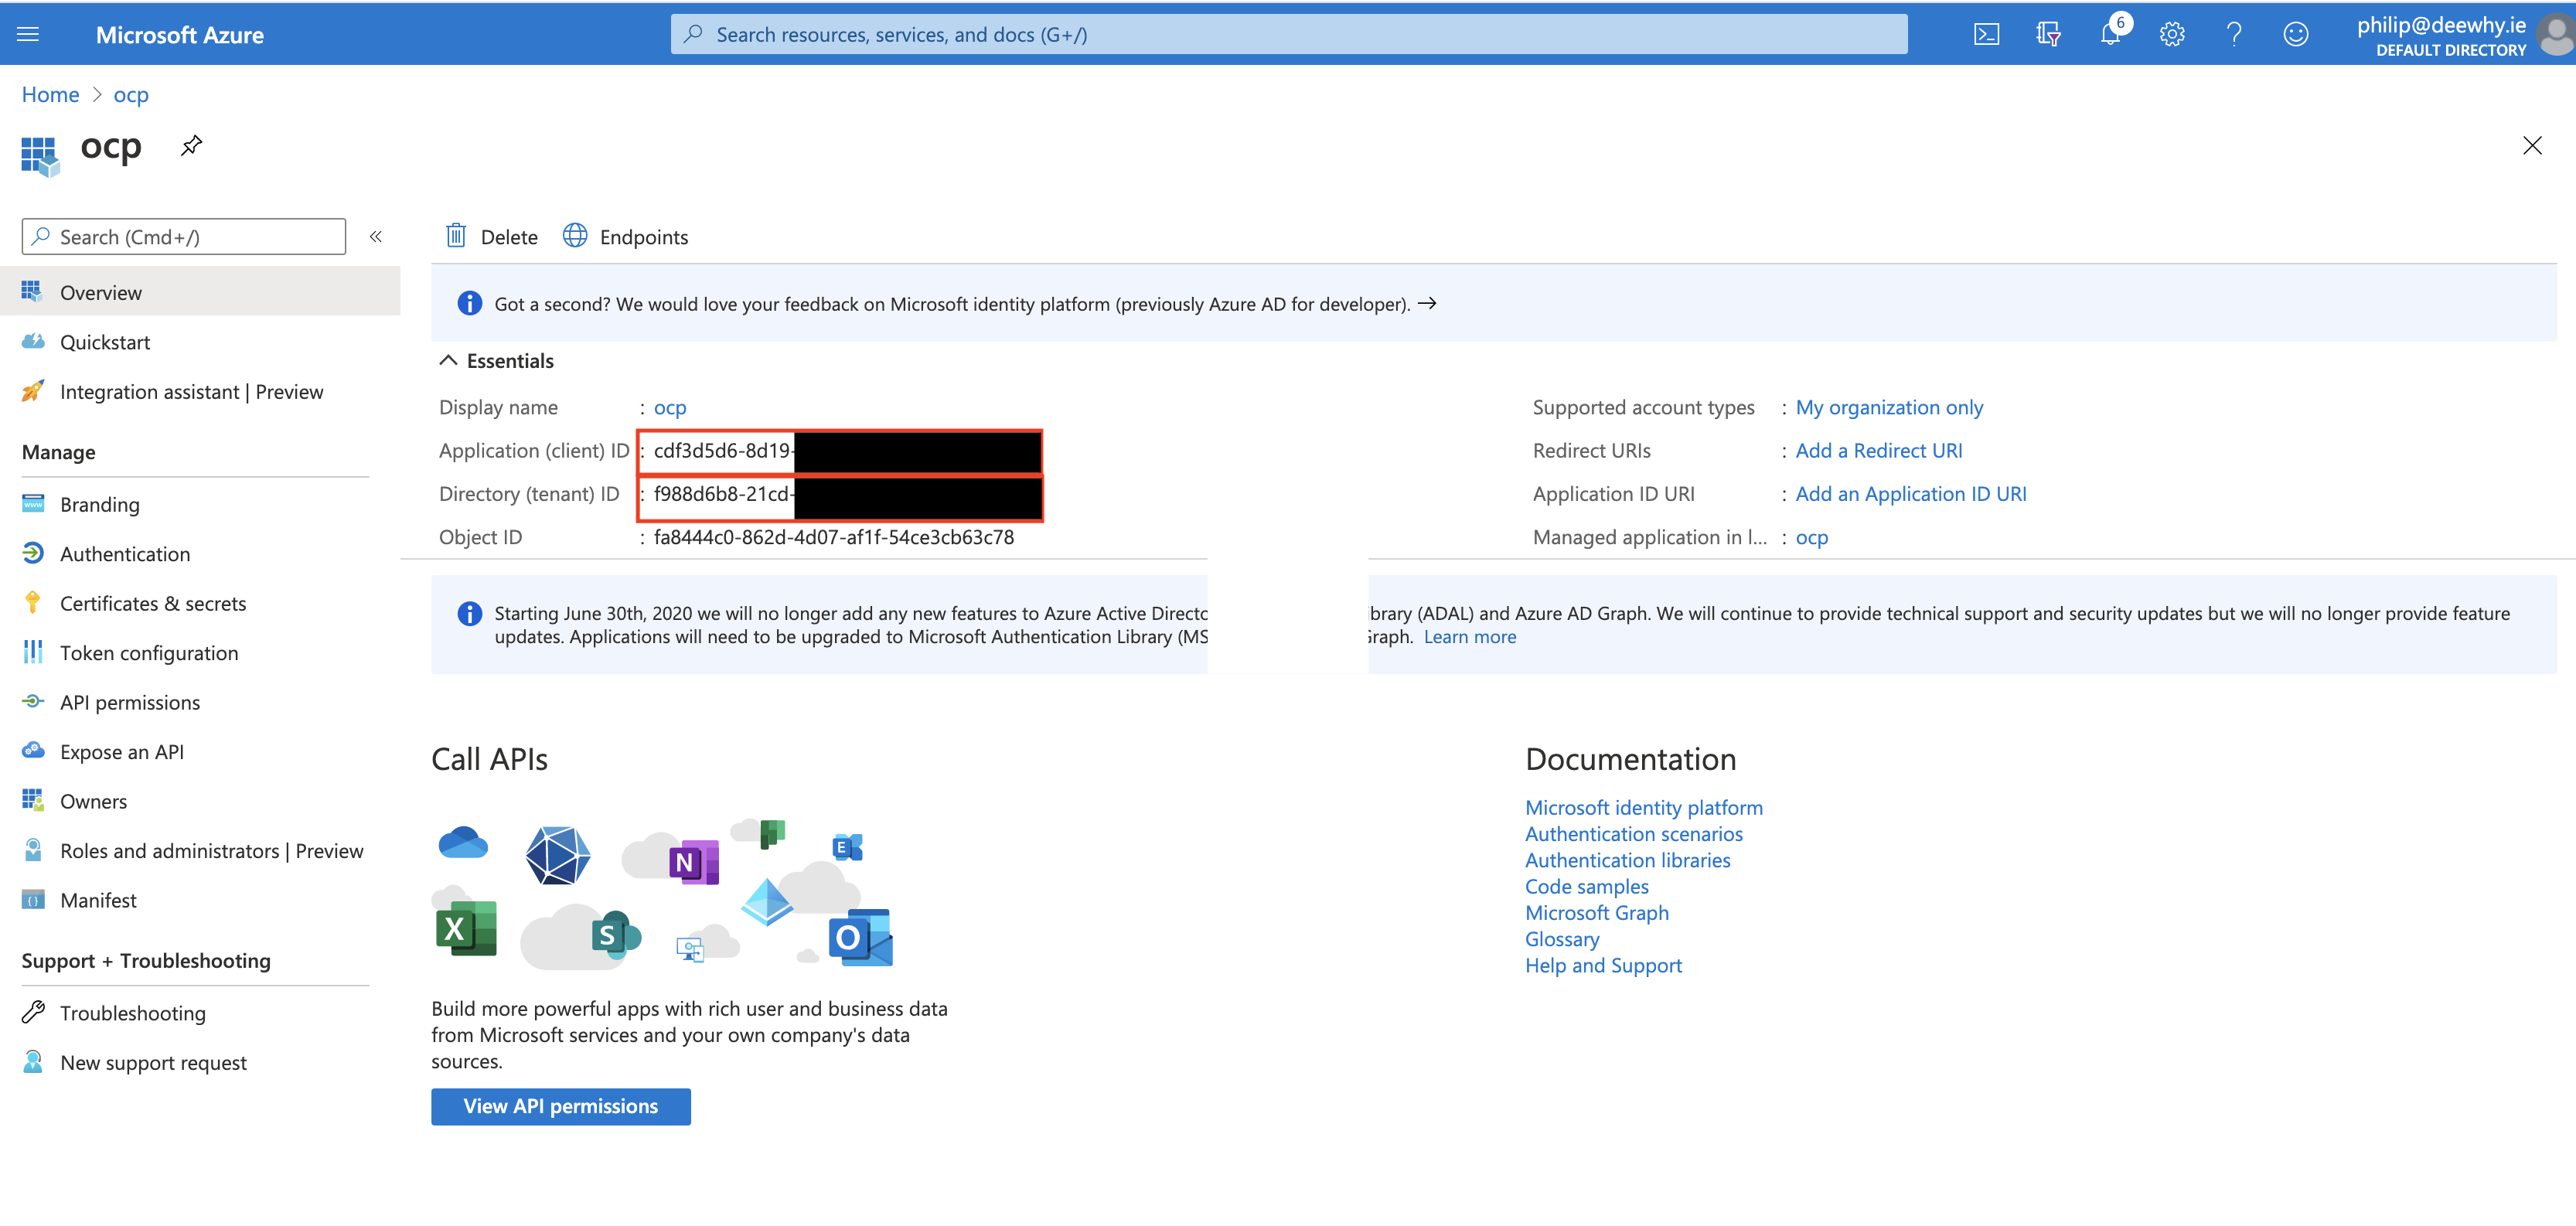 Microsoft Azure
Search resources, services, and docs (G+/)
6
philip@deewhy.ie
DEFAULT DIRECTORY
Home > ocp
ocp
Search (Cmd+/)
«
Overview
Quickstart
Integration assistant | Preview
Manage
Branding
Authentication
Certificates & secrets
Token configuration
API permissions
Expose an API
Owners
Roles and administrators | Preview
Manifest
Support + Troubleshooting
Troubleshooting
New support request
Delete
Endpoints
Got a second? We would love your feedback on Microsoft identity platform (previously Azure AD for developer). →
Essentials
Display name : ocp
Application (client) ID : cdf3d5d6-8d19-
Directory (tenant) ID : f988d6b8-21cd-
Object ID : fa8444c0-862d-4d07-af1f-54ce3cb63c78
Supported account types : My organization only
Redirect URIs : Add a Redirect URI
Application ID URI : Add an Application ID URI
Managed application in l... : ocp
Starting June 30th, 2020 we will no longer add any new features to Azure Active Directo ibrary (ADAL) and Azure AD Graph. We will continue to provide technical support and security updates but we will no longer provide feature
updates. Applications will need to be upgraded to Microsoft Authentication Library (MS Graph. Learn more
Call APIs
N
E
X
S
O
Build more powerful apps with rich user and business data
from Microsoft services and your own company's data
sources.
View API permissions
Documentation
Microsoft identity platform
Authentication scenarios
Authentication libraries
Code samples
Microsoft Graph
Glossary
Help and Support